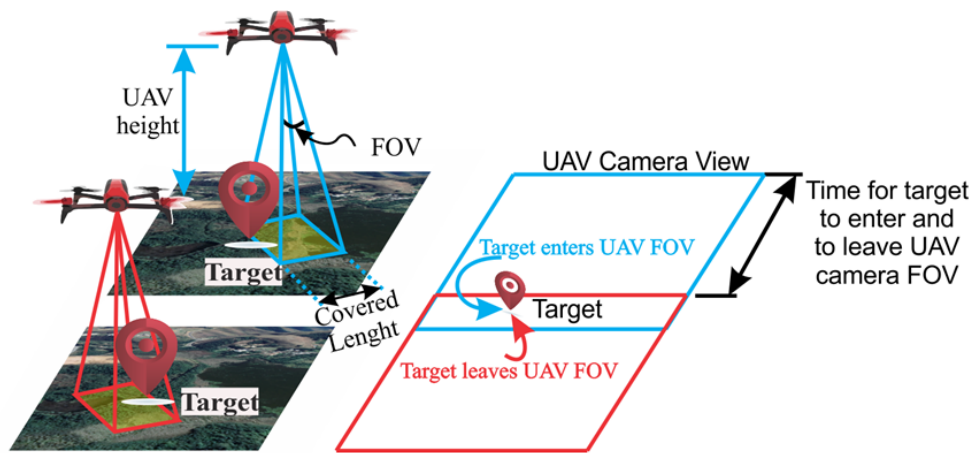 UAV
height
FOV
Target
Covered
Lenght
Target
UAV Camera View
Time for target
to enter and
to leave UAV
camera FOV
Target enters UAV FOV
Target
Target leaves UAV FOV